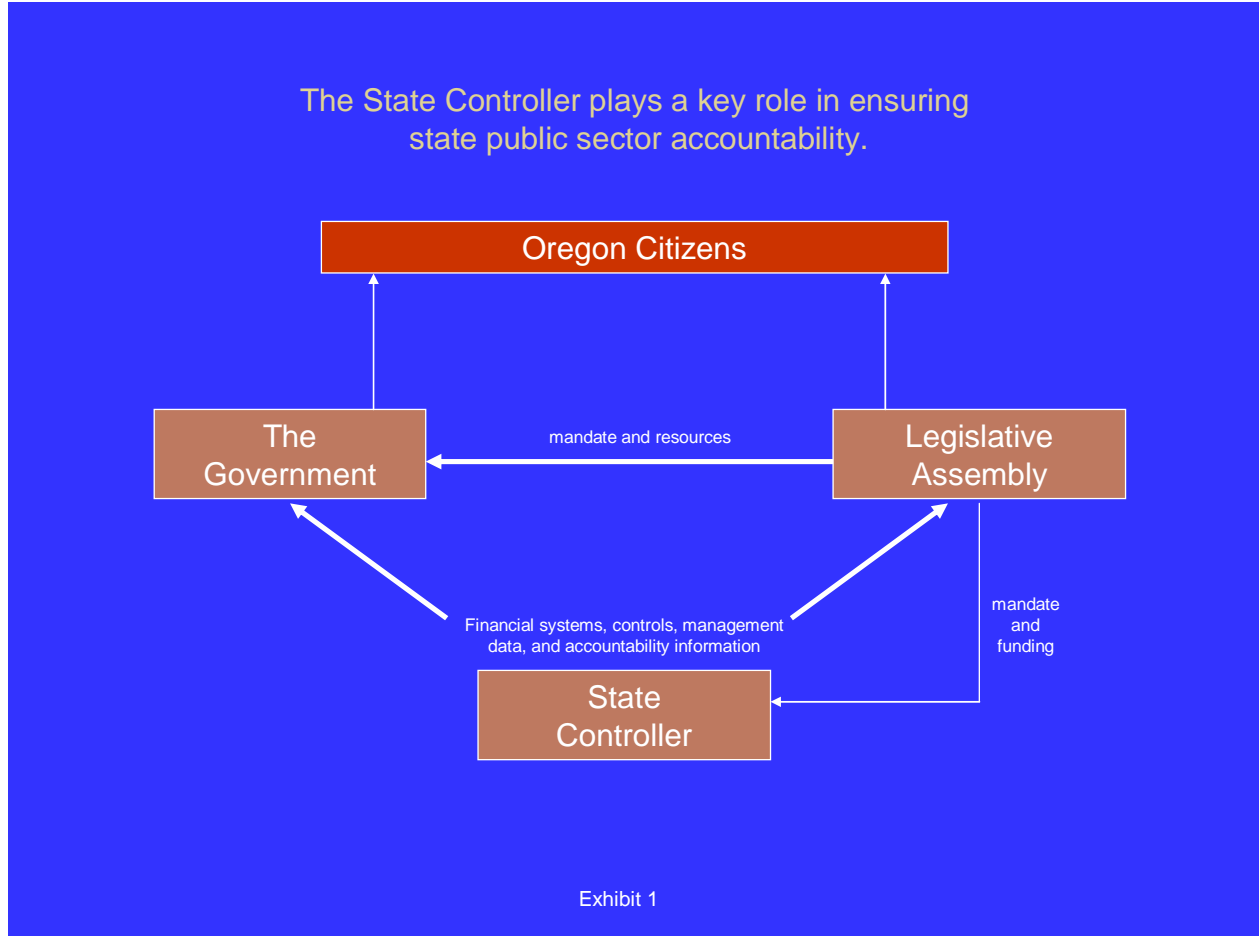 The State Controller plays a key role in ensuring
state public sector accountability.
Oregon Citizens
The
Government
mandate and resources
Legislative
Assembly
Financial systems, controls, management
data, and accountability information
mandate
and
funding
State
Controller
Exhibit 1